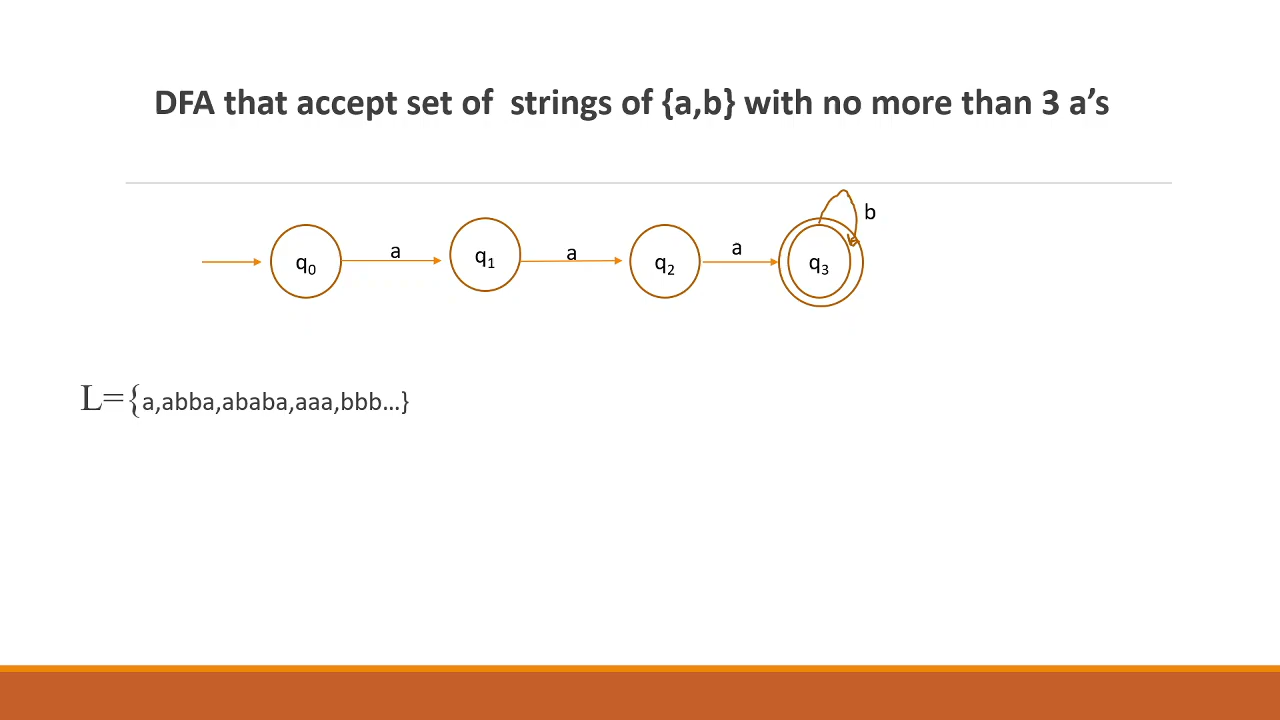 DFA that accept set of strings of {a,b} with no more than 3 a’s
b
a a a
q0 q1 q2 q3
L={a,abba,ababa,aaa,bbb…}